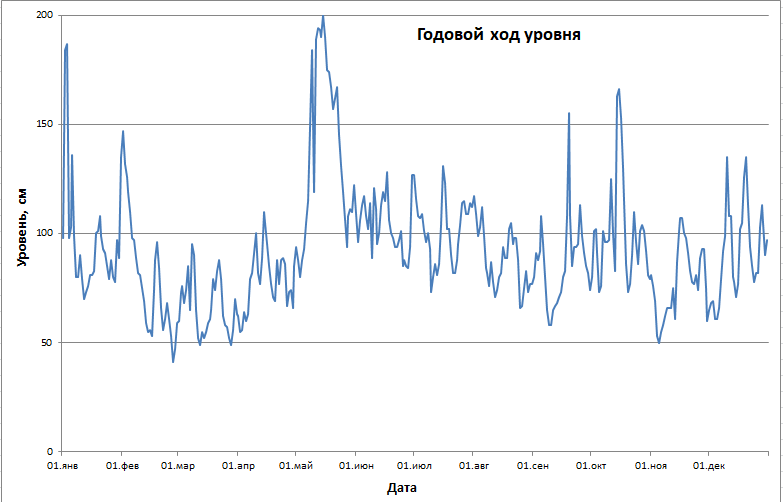 Годовой ход уровня
Уровень, см
200
150
100
50
0
01.янв 01.фев 01.мар 01.апр 01.май 01.июн 01.июл 01.авг 01.сен 01.окт 01.ноя 01.дек
Дата